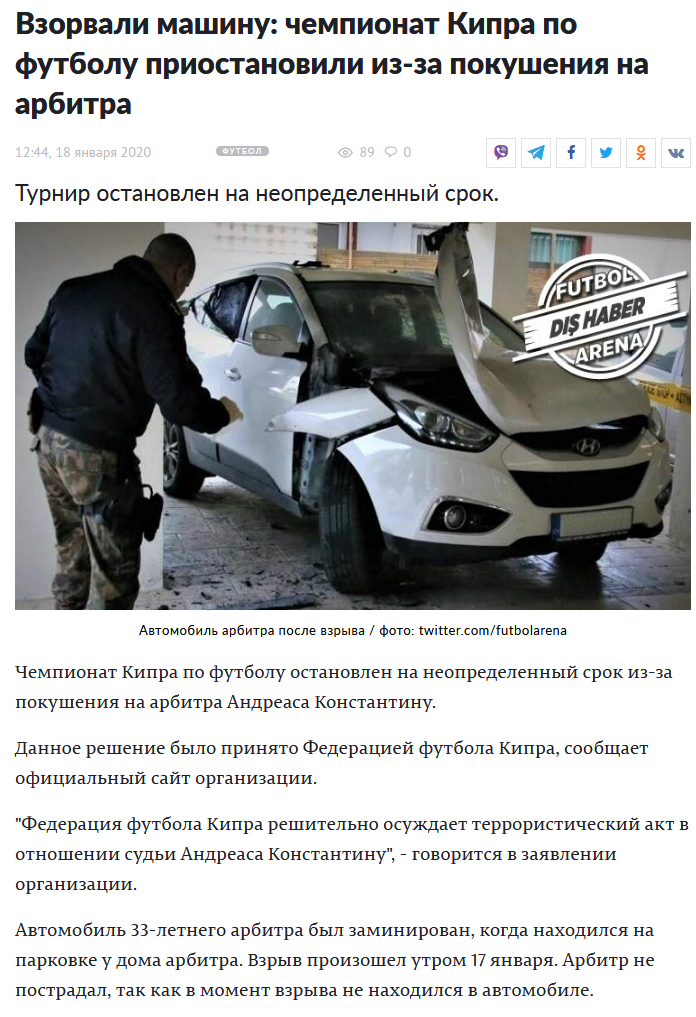 Взорвали машину: чемпионат Кипра по
футболу приостановили из-за покушения на
арбитра
12:44, 18 января 2020
ФУТБОЛ
89
0
Турнир остановлен на неопределенный срок.
FUTBOL
DIŞ HABER
ARENA
Автомобиль арбитра после взрыва / фото: twitter.com/futbolarena
Чемпионат Кипра по футболу остановлен на неопределенный срок из-за
покушения на арбитра Андреаса Константину.
Данное решение было принято Федерацией футбола Кипра, сообщает
официальный сайт организации.
"Федерация футбола Кипра решительно осуждает террористический акт в
отношении судьи Андреаса Константину", - говорится в заявлении
организации.
Автомобиль 33-летнего арбитра был заминирован, когда находился на
парковке у дома арбитра. Взрыв произошел утром 17 января. Арбитр не
пострадал, так как в момент взрыва не находился в автомобиле.